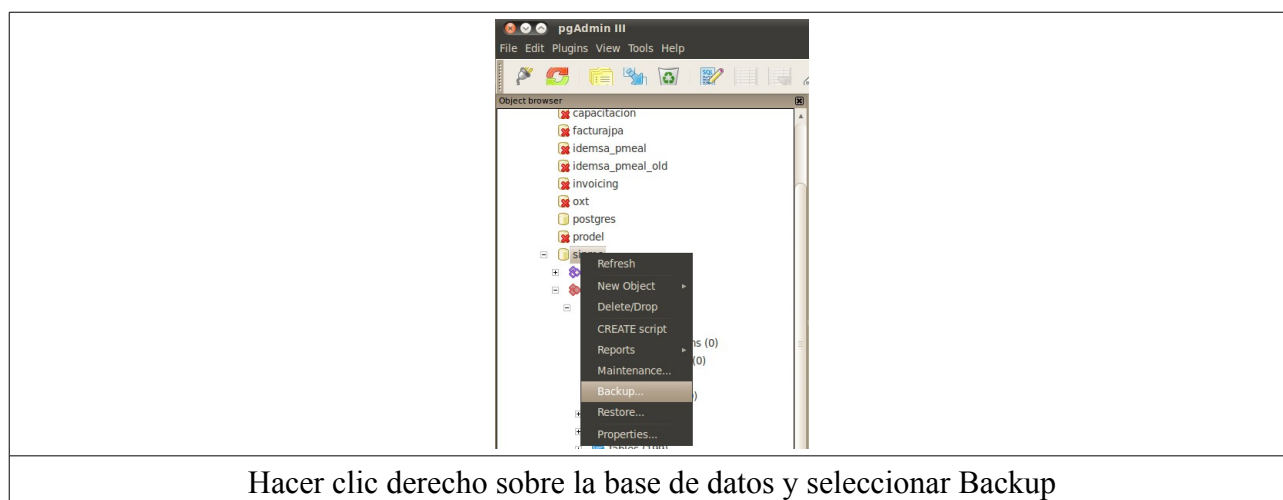 pgAdmin III
File Edit Plugins View Tools Help
SQL
Object browser
capacitacion
facturajpa
idemsa_pmeal
idemsa_pmeal_old
invoicing
oxt
postgres
prodel
Refresh
New Object
Delete/Drop
CREATE script
ns (0)
Reports
(0)
Maintenance...
Backup...
)
Restore...
Properties...
Hacer clic derecho sobre la base de datos y seleccionar Backup